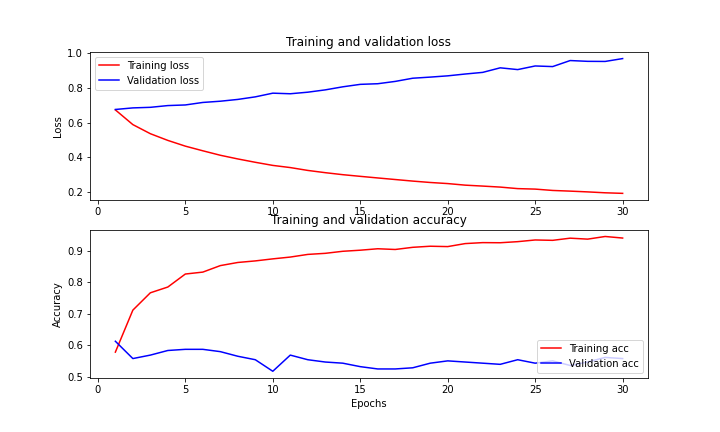 Training and validation loss
1.0
Training loss
Validation loss
0.8
Loss
0.6
0.4
0.2
0 5 10 15 20 25 30
Training and validation accuracy
0.9
0.8
Accuracy
0.7
0.6
Training acc
Validation acc
0.5
0 5 10 15 20 25 30
Epochs